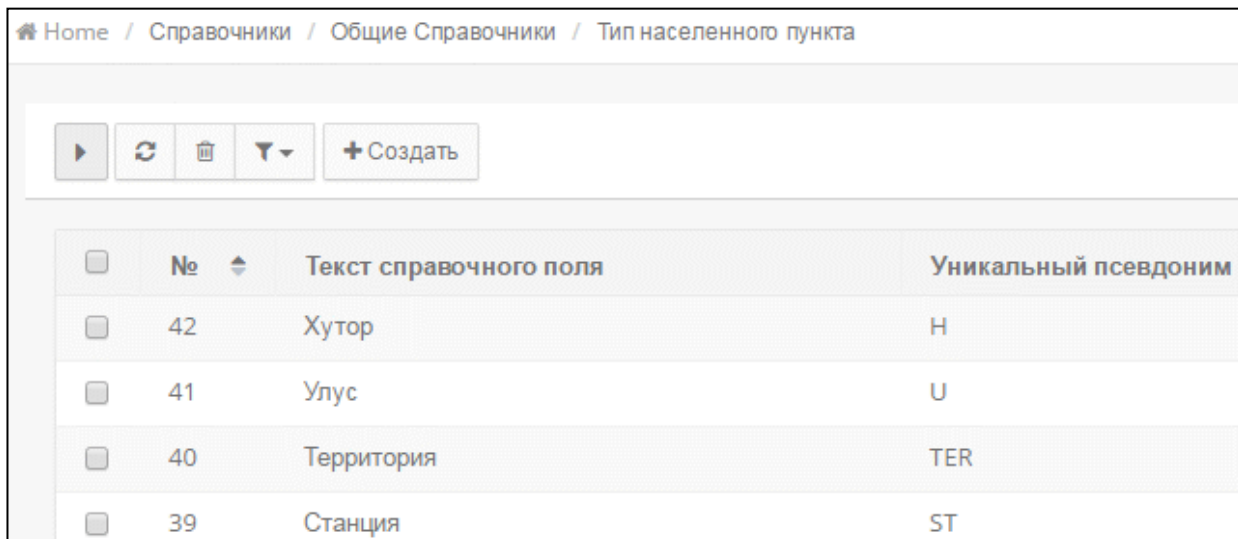 Home / Справочники / Общие Справочники / Тип населенного пункта
Создать
№ Текст справочного поля Уникальный псевдоним
42 Хутор H
41 Улус U
40 Территория TER
39 Станция ST